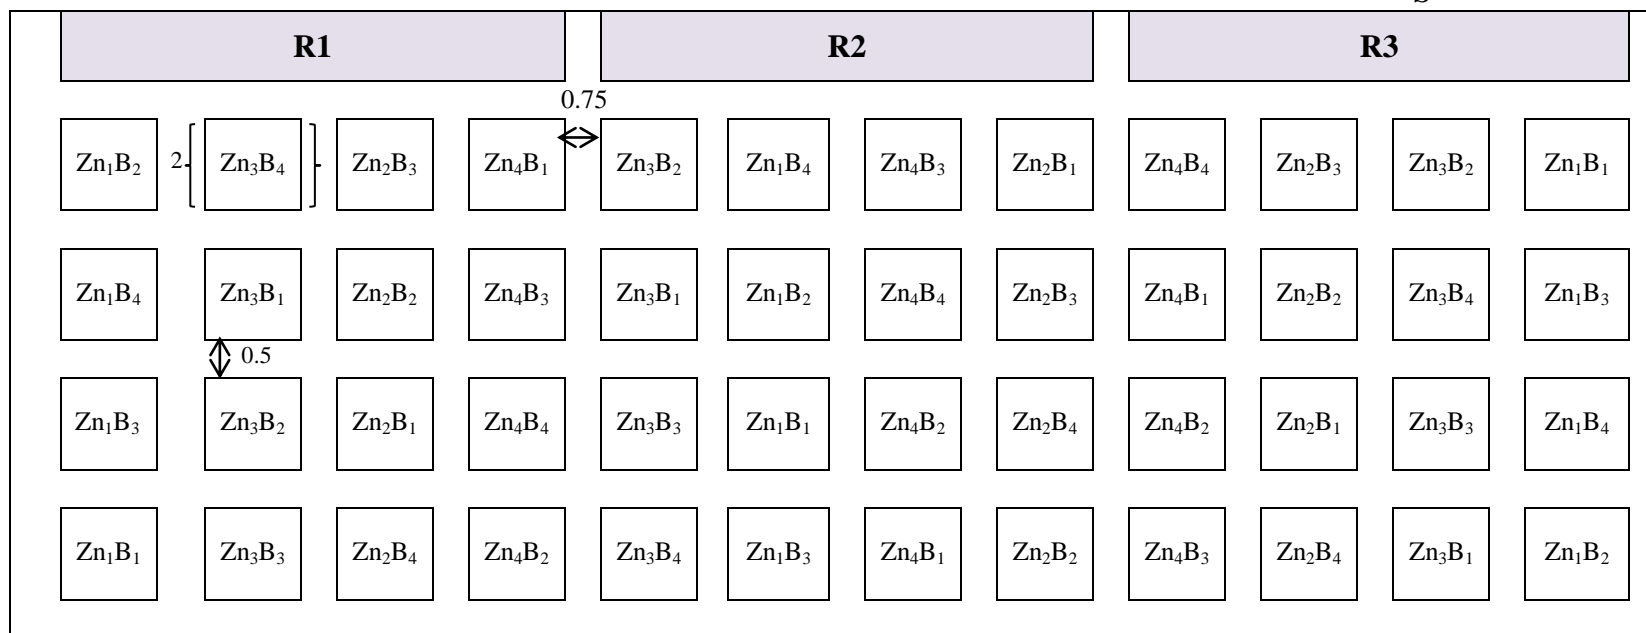 R1 R2 R3
0.75
Zn₁B₂ 2 Zn₃B₄ Zn₂B₃ Zn₄B₁ Zn₃B₂ Zn₁B₄ Zn₄B₃ Zn₂B₁ Zn₄B₄ Zn₂B₃ Zn₃B₂ Zn₁B₁
Zn₁B₄ Zn₃B₁ Zn₂B₂ Zn₄B₃ Zn₃B₁ Zn₁B₂ Zn₄B₄ Zn₂B₃ Zn₄B₁ Zn₂B₂ Zn₃B₄ Zn₁B₃
0.5
Zn₁B₃ Zn₃B₂ Zn₂B₁ Zn₄B₄ Zn₃B₃ Zn₁B₁ Zn₄B₂ Zn₂B₄ Zn₄B₂ Zn₂B₁ Zn₃B₃ Zn₁B₄
Zn₁B₁ Zn₃B₃ Zn₂B₄ Zn₄B₂ Zn₃B₄ Zn₁B₃ Zn₄B₁ Zn₂B₂ Zn₄B₃ Zn₂B₄ Zn₃B₁ Zn₁B₂